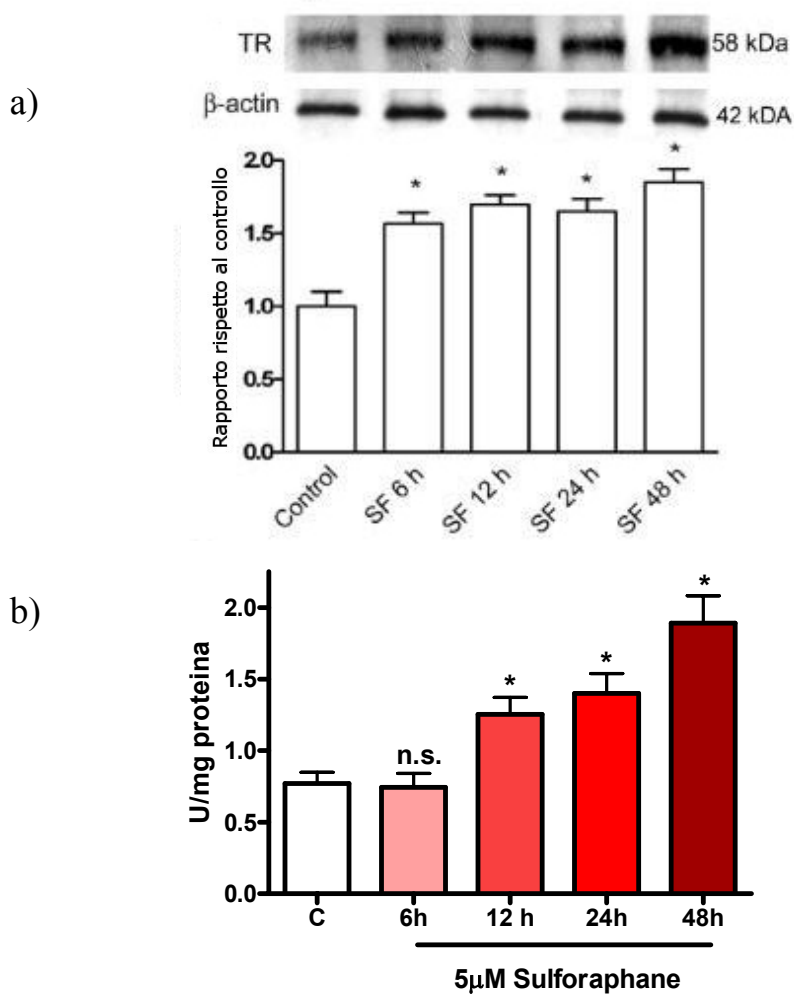 a)
TR
58 kDa
β-actin
42 kDA
Rapporto rispetto al controllo
2.0
1.5
1.0
0.5
0.0
* * * *
Control SF 6 h SF 12 h SF 24 h SF 48 h
b)
U/mg proteina
2.0
1.5
1.0
0.5
0.0
n.s. * * *
C 6h 12 h 24h 48h
5μM Sulforaphane